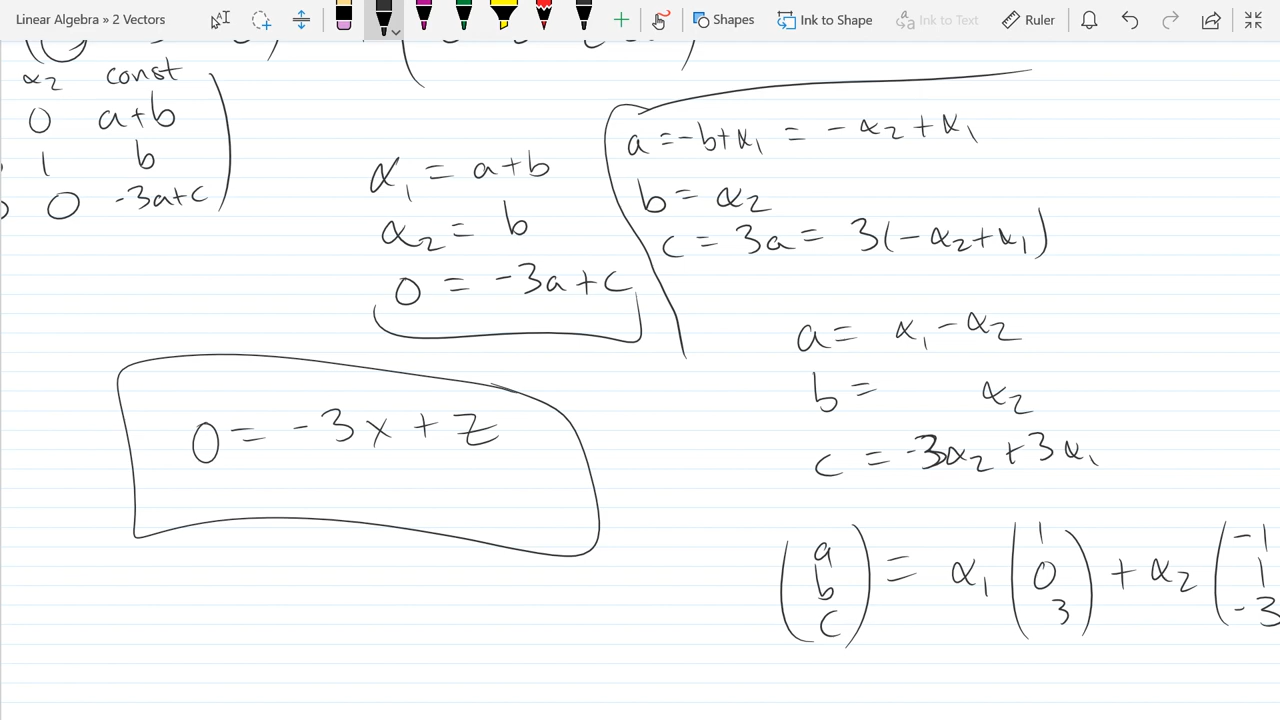 Linear Algebra » 2 Vectors
Shapes
Ink to Shape
Ink to Text
Ruler
α₂ const
0 a+b
1 b
0 -3a+c
α₁ = a+b
α₂ = b
0 = -3a+c
a = -b+α₁ = -α₂+α₁
b = α₂
c = 3a = 3(-α₂+α₁)
a = α₁ - α₂
b = α₂
c = -3α₂ + 3α₁
0 = -3x + z
(a b c) = α₁ (1 0 3) + α₂ (-1 1 -3